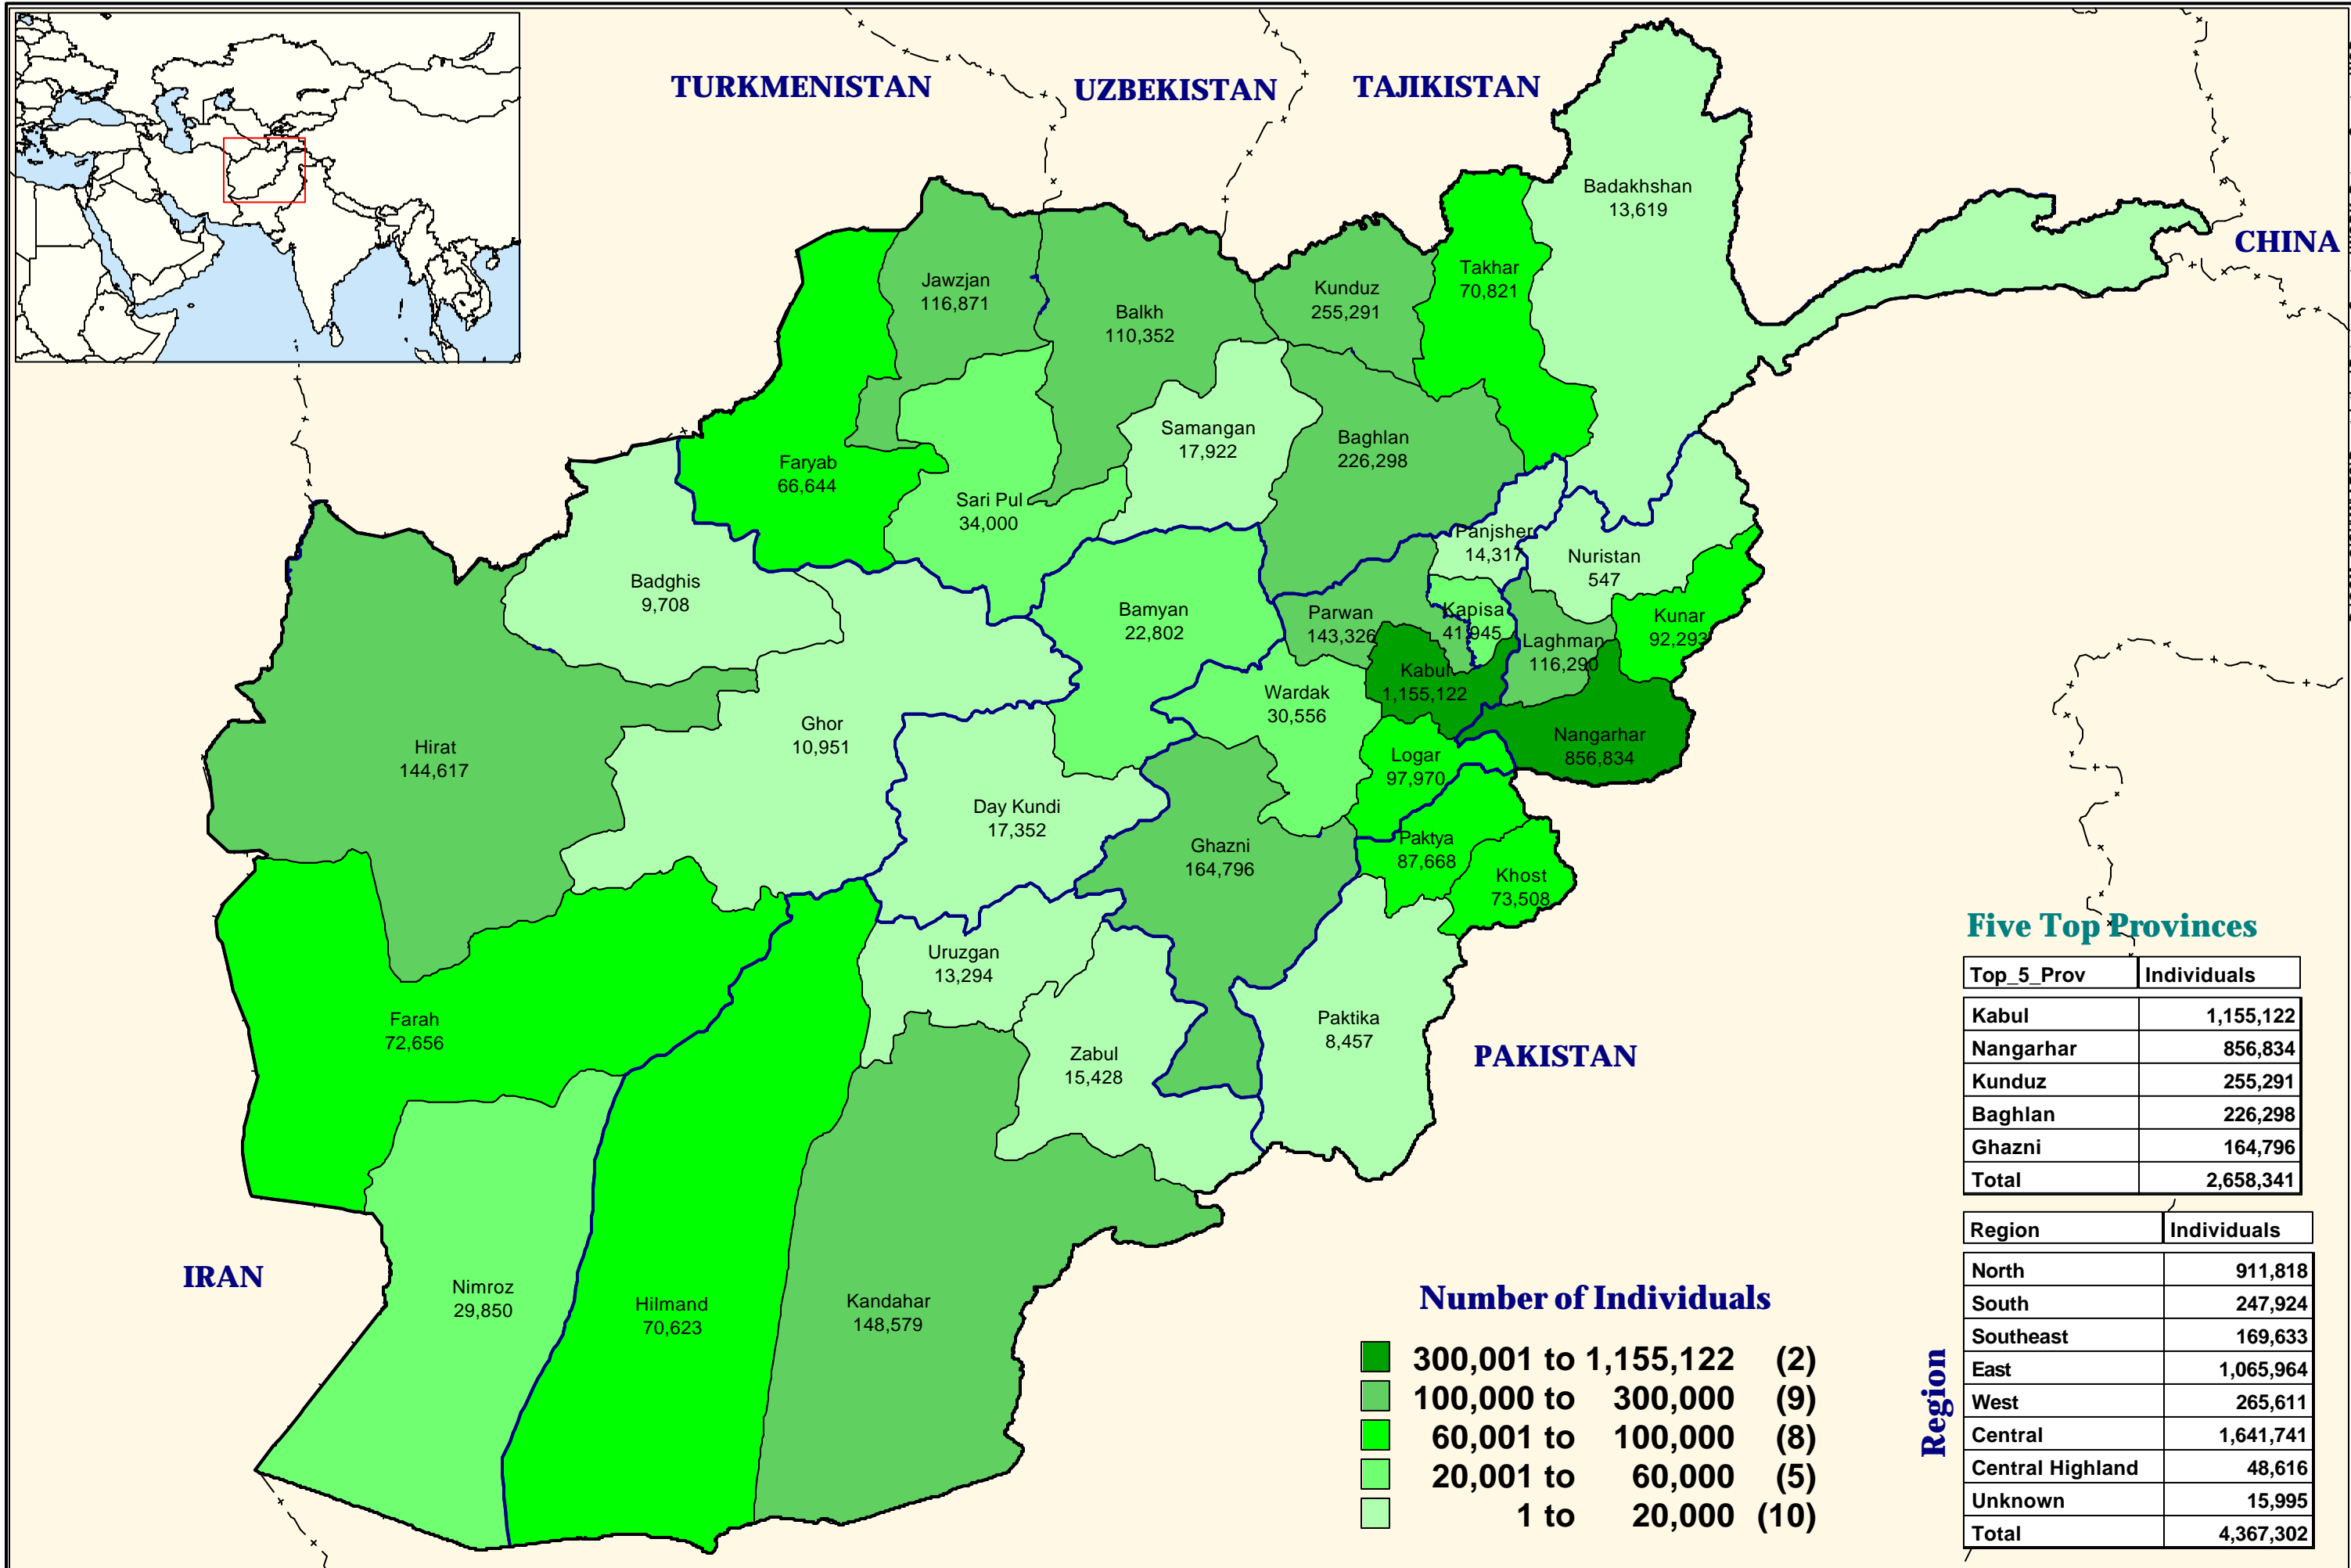 TURKMENISTAN
UZBEKISTAN
TAJIKISTAN
CHINA
Badakhshan
13,619
Takhar
70,821
Jawzjan
116,871
Kunduz
255,291
Balkh
110,352
Samangan
17,922
Baghlan
226,298
Faryab
66,644
Sari Pul
34,000
Panjsher
14,317
Nuristan
547
Badghis
9,708
Bamyan
22,802
Parwan
143,326
Kapisa
41,945
Kunar
92,293
Laghman
116,290
Kabul
1,155,122
Wardak
30,556
Ghor
10,951
Hirat
144,617
Logar
97,970
Nangarhar
856,834
Day Kundi
17,352
Ghazni
164,796
Paktya
87,668
Khost
73,508
Uruzgan
13,294
Farah
72,656
Zabul
15,428
Paktika
8,457
PAKISTAN
IRAN
Nimroz
29,850
Hilmand
70,623
Kandahar
148,579
Number of Individuals
300,001 to 1,155,122 (2)
100,000 to 300,000 (9)
60,001 to 100,000 (8)
20,001 to 60,000 (5)
1 to 20,000 (10)
Five Top Provinces
Top_5_Prov Individuals
Kabul 1,155,122
Nangarhar 856,834
Kunduz 255,291
Baghlan 226,298
Ghazni 164,796
Total 2,658,341
Region
Region Individuals
North 911,818
South 247,924
Southeast 169,633
East 1,065,964
West 265,611
Central 1,641,741
Central Highland 48,616
Unknown 15,995
Total 4,367,302